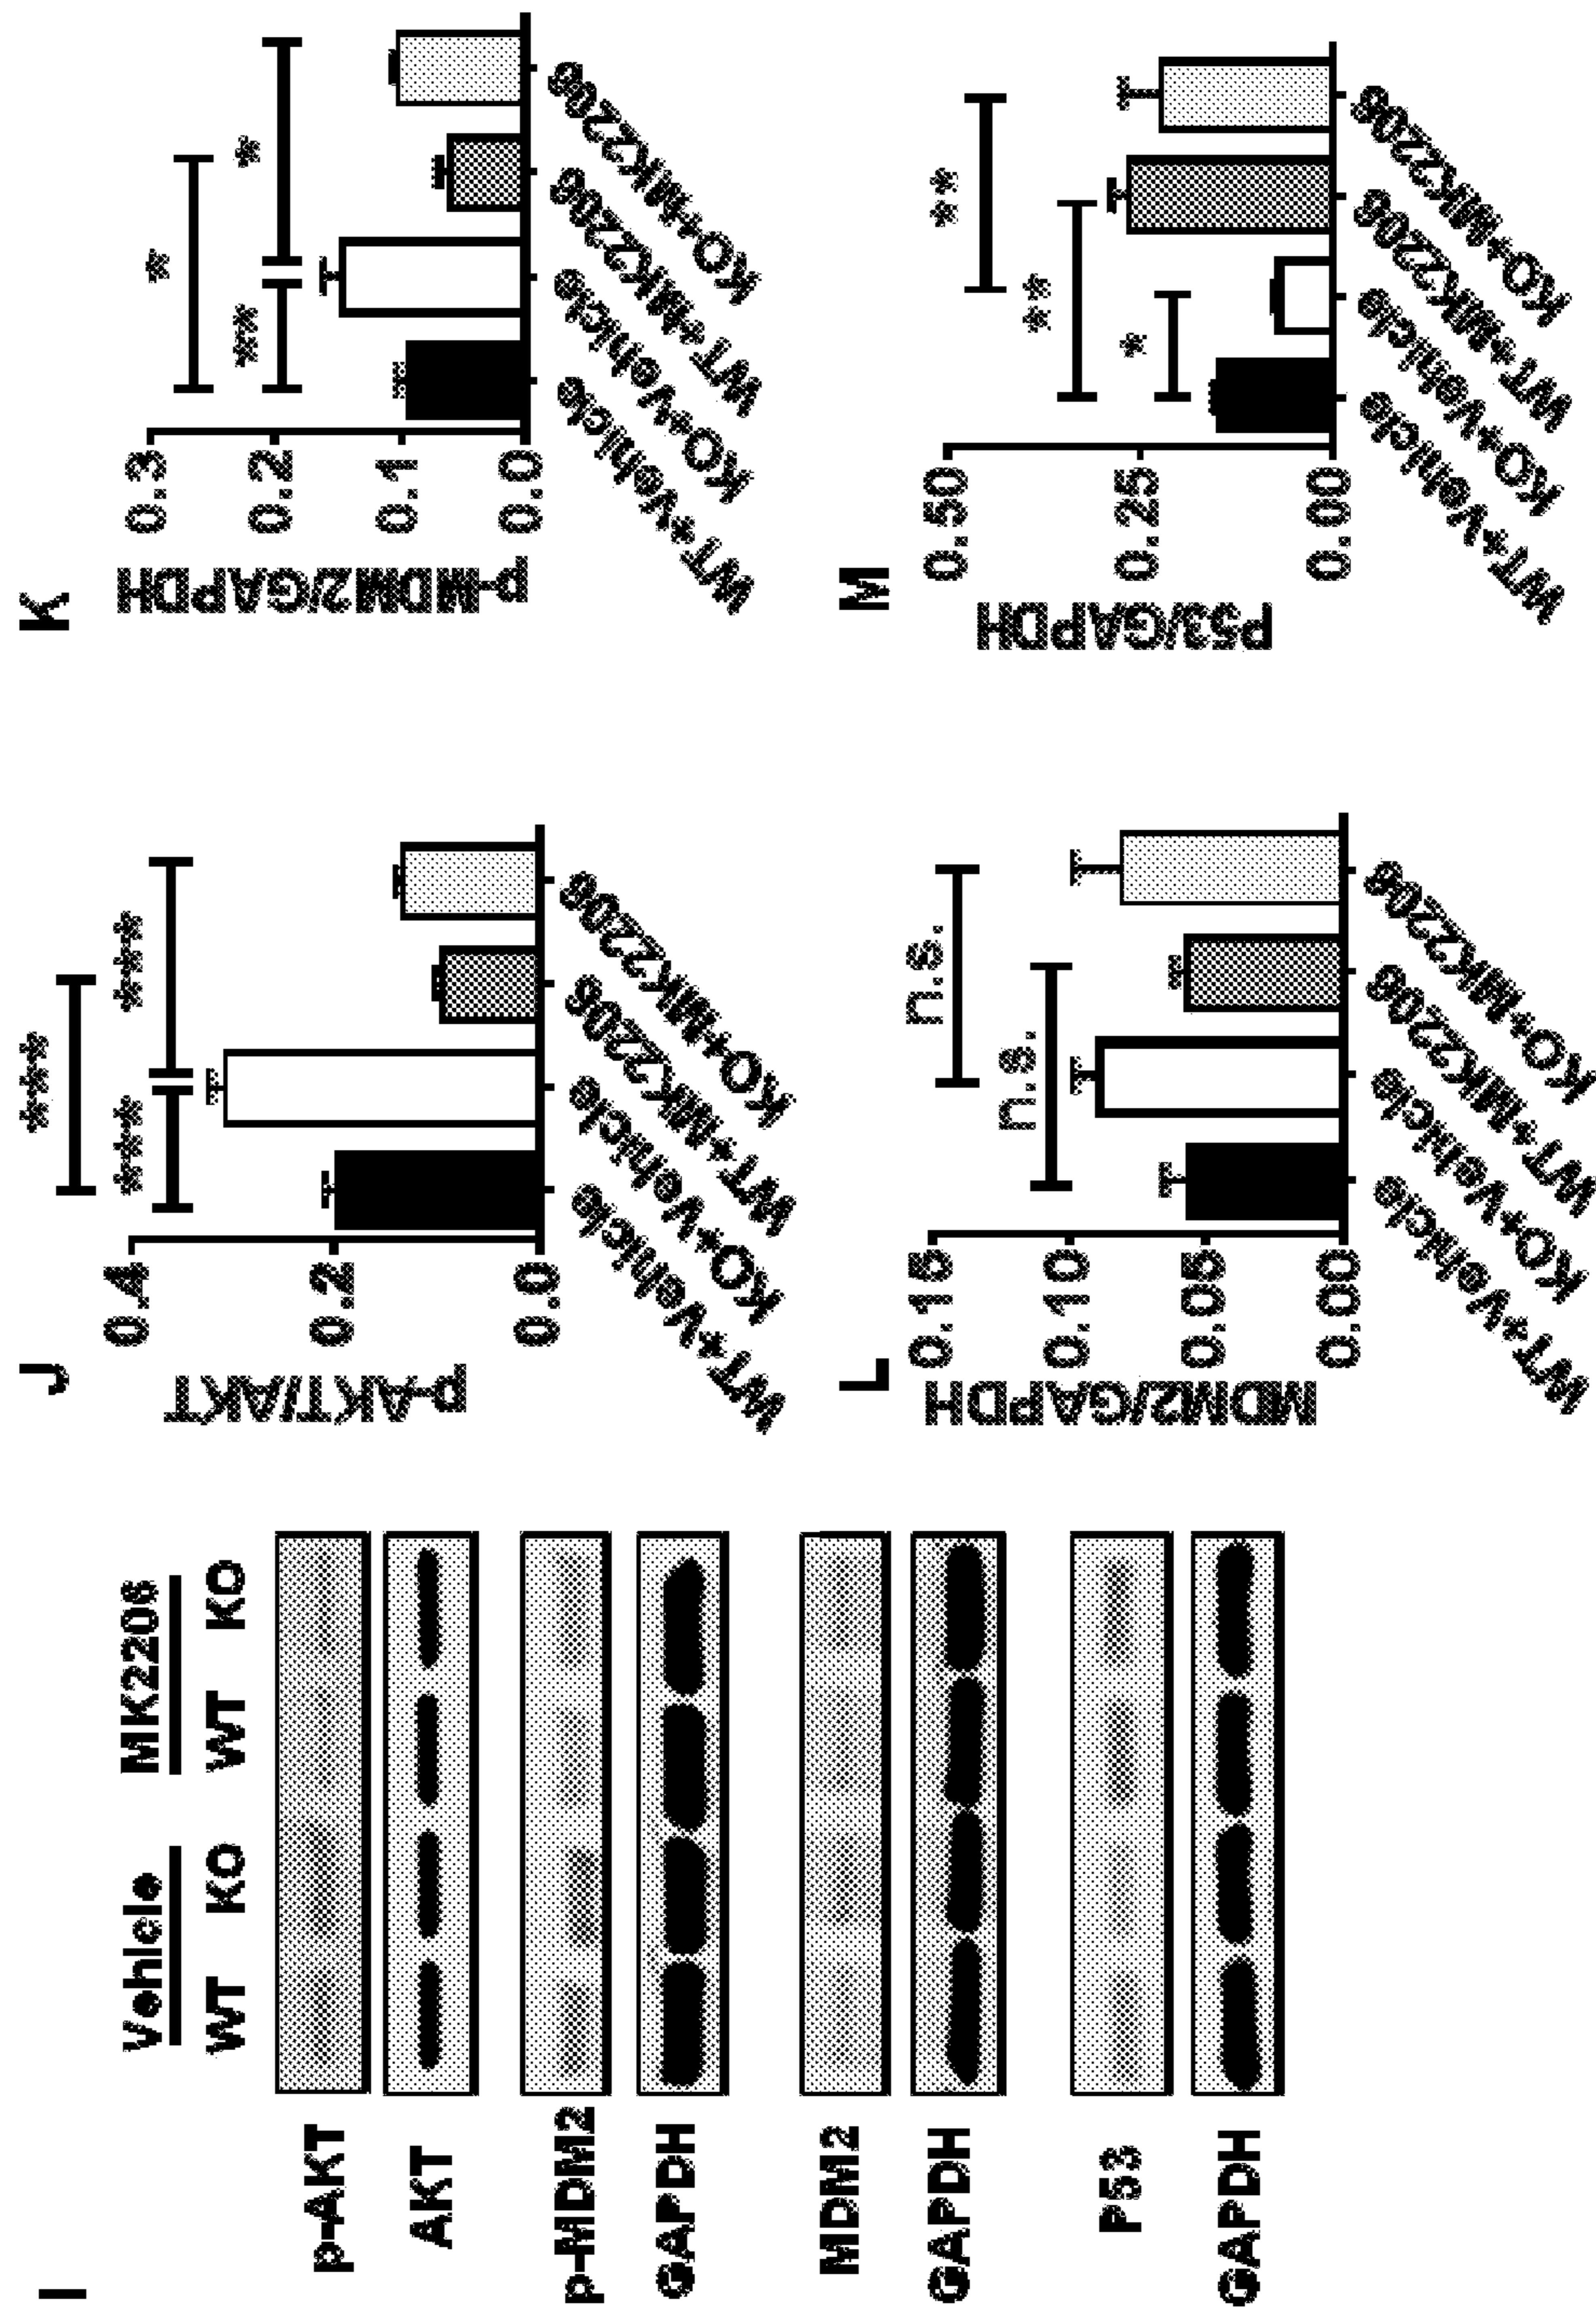 I
Vehicle MK2206
WT KO WT KO
p-AKT
AKT
p-MDM2
GAPDH
MDM2
GAPDH
P53
GAPDH
J
p-AKT/AKT
0.4
0.2
0.0
***
*** ***
WT+Vehicle
KO+Vehicle
WT+MK2206
KO+MK2206
K
p-MDM2/GAPDH
0.3
0.2
0.1
0.0
*
** *
WT+Vehicle
KO+Vehicle
WT+MK2206
KO+MK2206
L
MDM2/GAPDH
0.15
0.10
0.05
0.00
n.s.
n.s.
WT+Vehicle
KO+Vehicle
WT+MK2206
KO+MK2206
M
P53/GAPDH
0.50
0.25
0.00
**
**
*
WT+Vehicle
KO+Vehicle
WT+MK2206
KO+MK2206